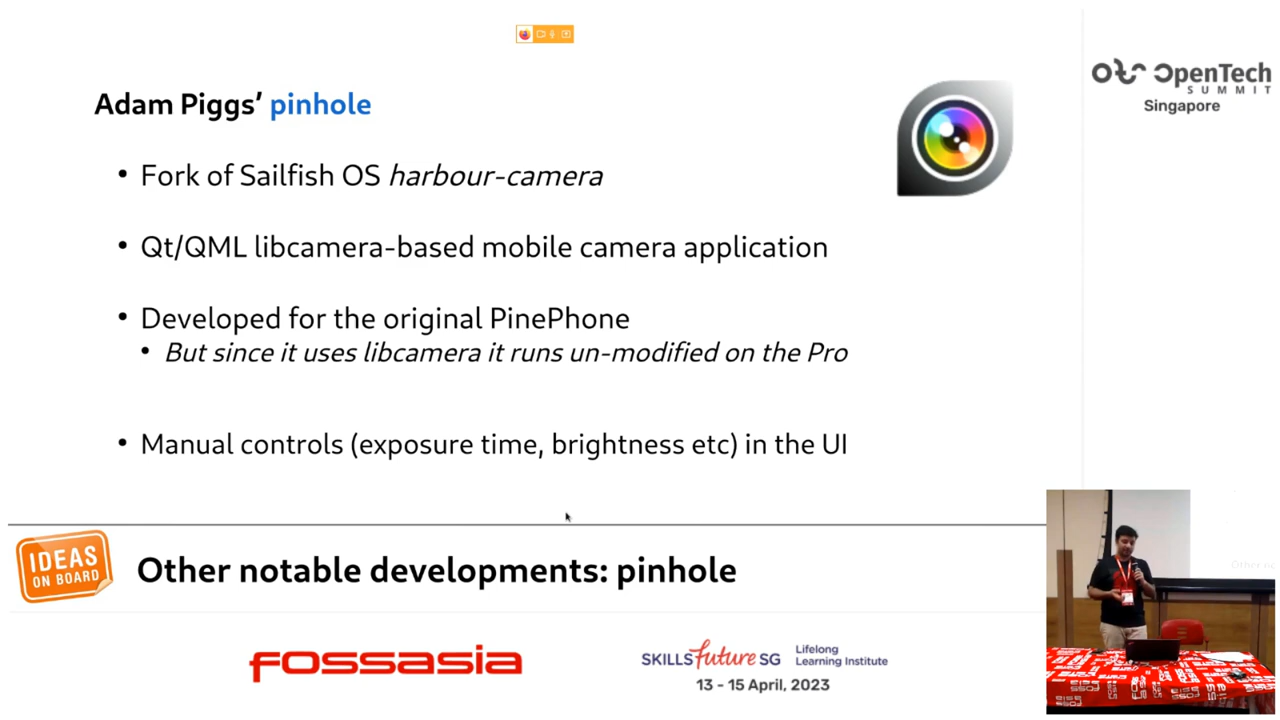 Adam Piggs’ pinhole
OpenTech
SUMMIT
Singapore
• Fork of Sailfish OS harbour-camera
• Qt/QML libcamera-based mobile camera application
• Developed for the original PinePhone
• But since it uses libcamera it runs un-modified on the Pro
• Manual controls (exposure time, brightness etc) in the UI
IDEAS
ON BOARD
Other notable developments: pinhole
FOSSASIA
SKILLSfuture SG
Lifelong
Learning Institute
13 - 15 April, 2023